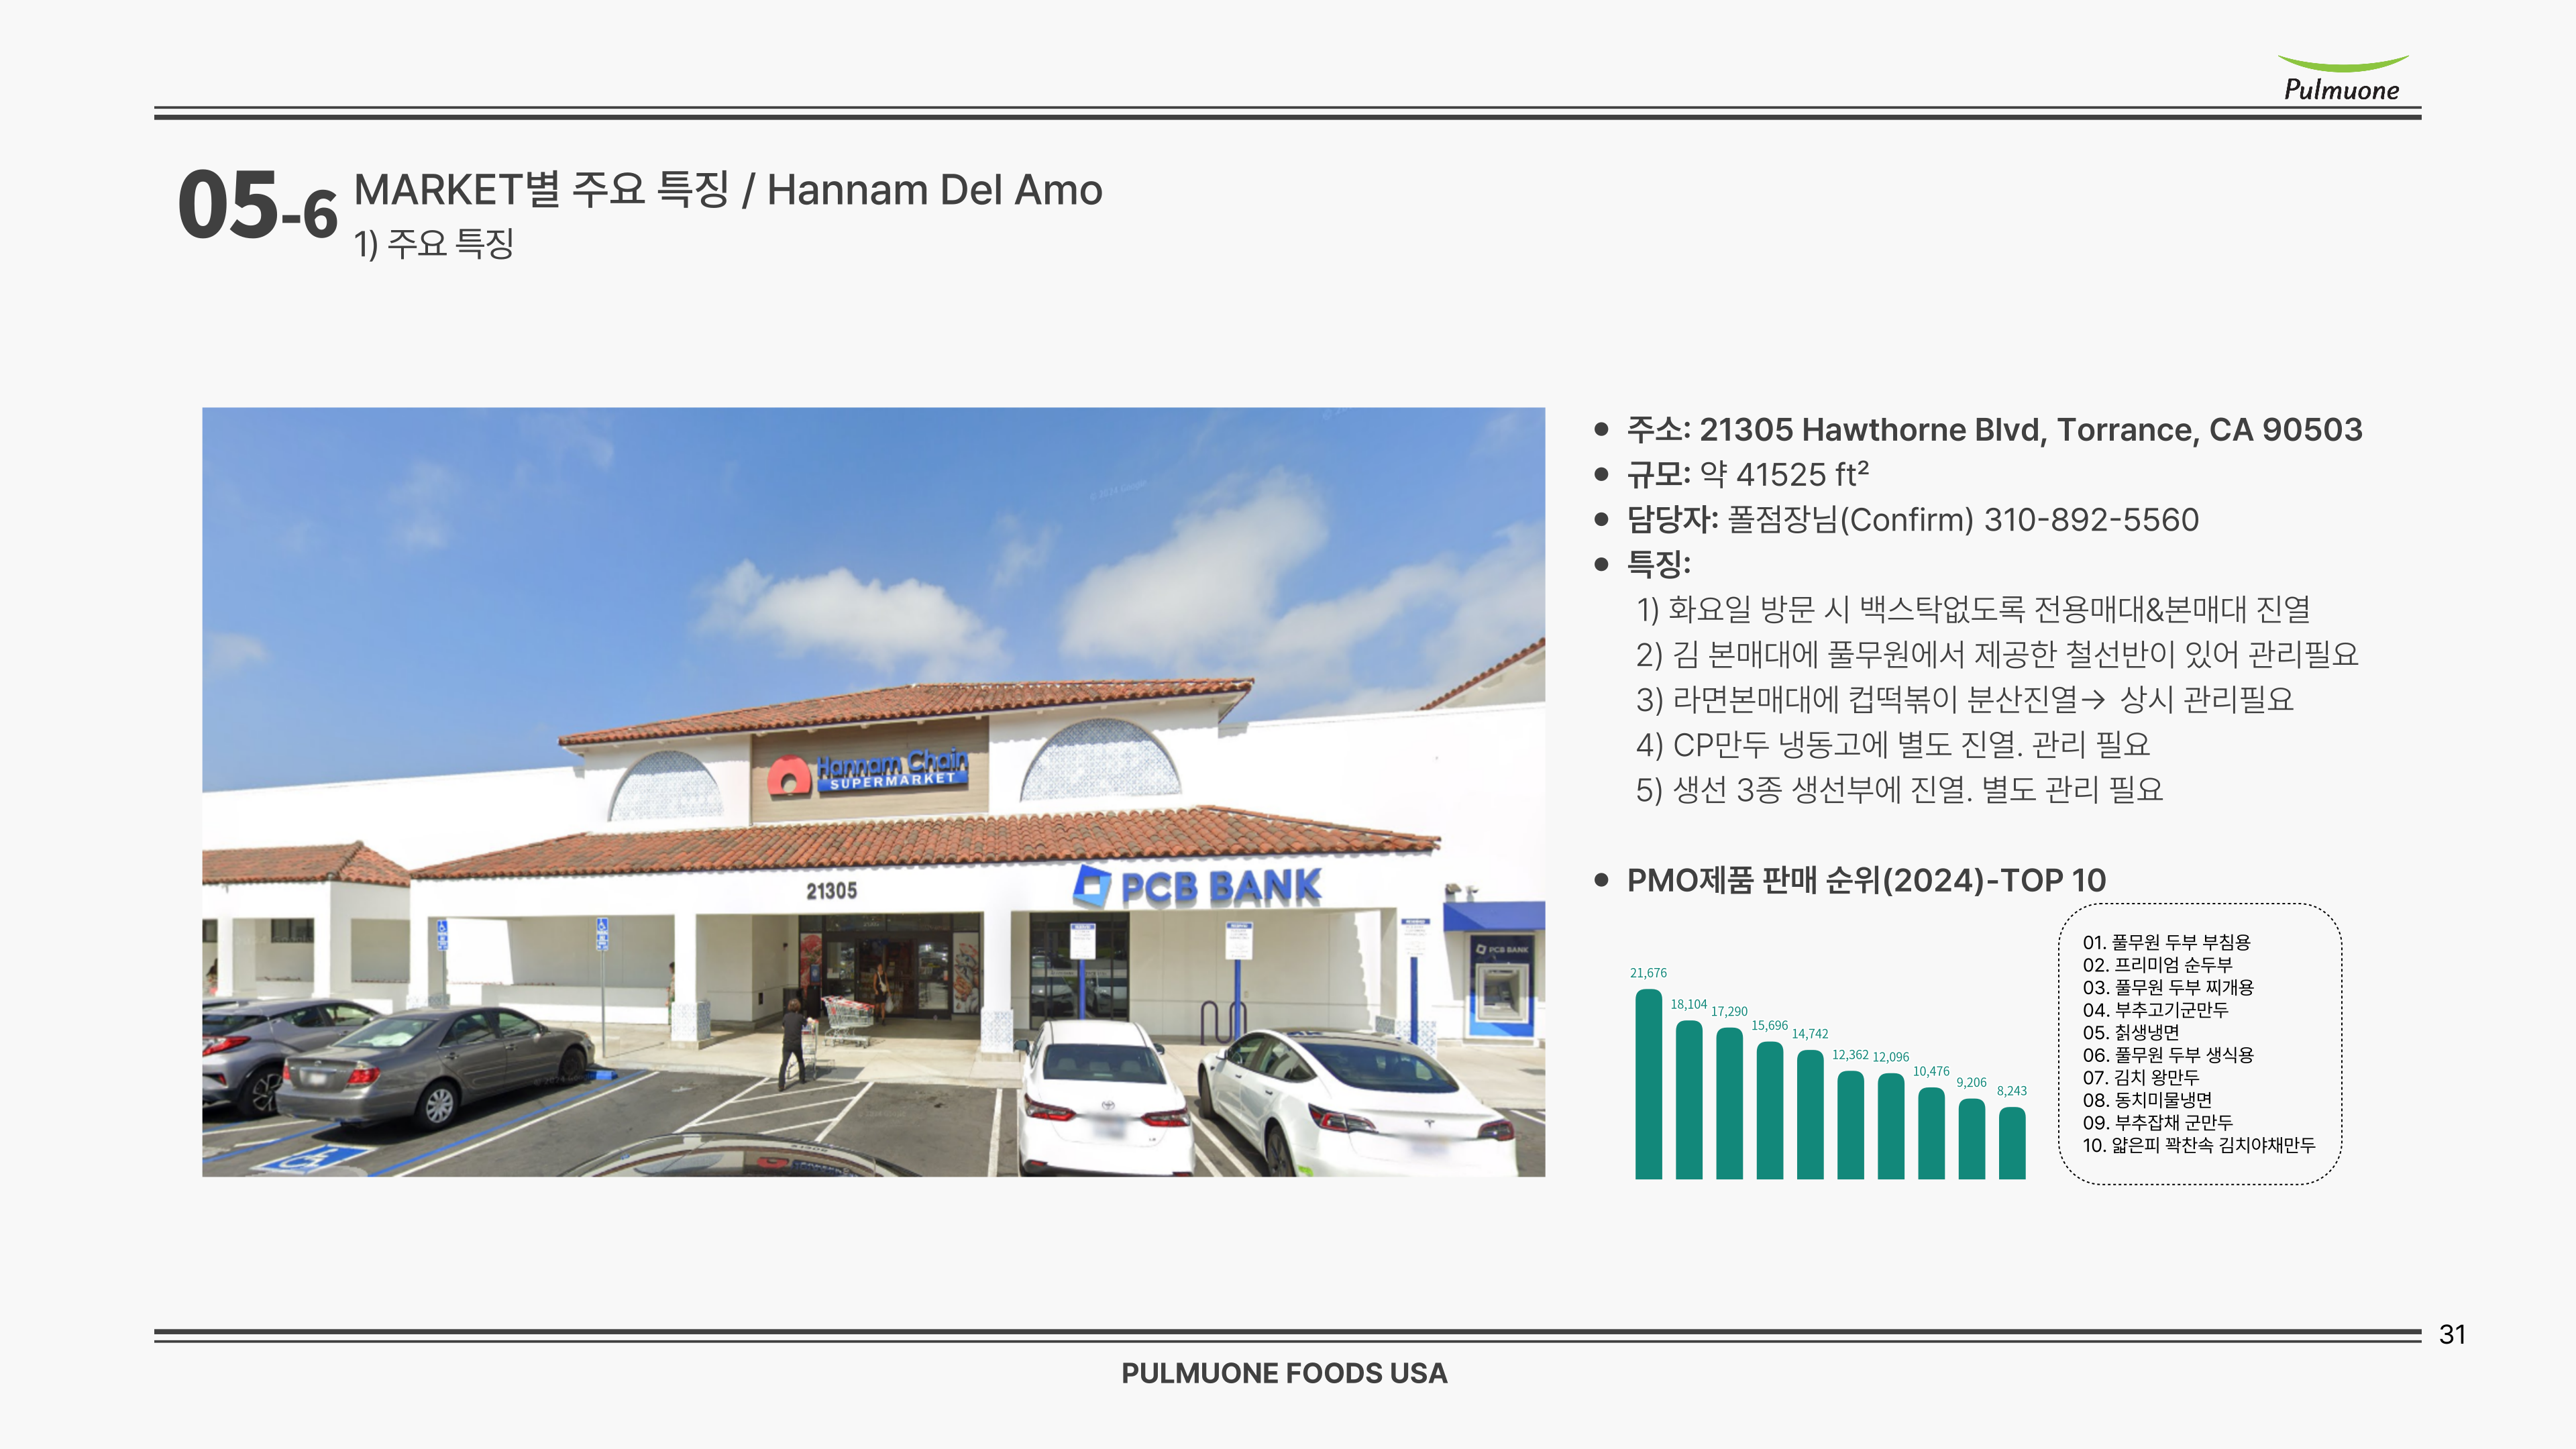 Pulmuone
05-6 MARKET별 주요 특징 / Hannam Del Amo
1) 주요 특징
Hannam Chain
SUPERMARKET
21305
PCB BANK
PCB BANK
주소: 21305 Hawthorne Blvd, Torrance, CA 90503
규모: 약 41525 ft²
담당자: 폴점장님(Confirm) 310-892-5560
특징:
1) 화요일 방문 시 백스탁없도록 전용매대&본매대 진열
2) 김 본매대에 풀무원에서 제공한 철선반이 있어 관리필요
3) 라면본매대에 컵떡볶이 분산진열→ 상시 관리필요
4) CP만두 냉동고에 별도 진열. 관리 필요
5) 생선 3종 생선부에 진열. 별도 관리 필요
PMO제품 판매 순위(2024)-TOP 10
21,676
18,104
17,290
15,696
14,742
12,362
12,096
10,476
9,206
8,243
01. 풀무원 두부 부침용
02. 프리미엄 순두부
03. 풀무원 두부 찌개용
04. 부추고기군만두
05. 칡생냉면
06. 풀무원 두부 생식용
07. 김치 왕만두
08. 동치미물냉면
09. 부추잡채 군만두
10. 얇은피 꽉찬속 김치야채만두
31
PULMUONE FOODS USA